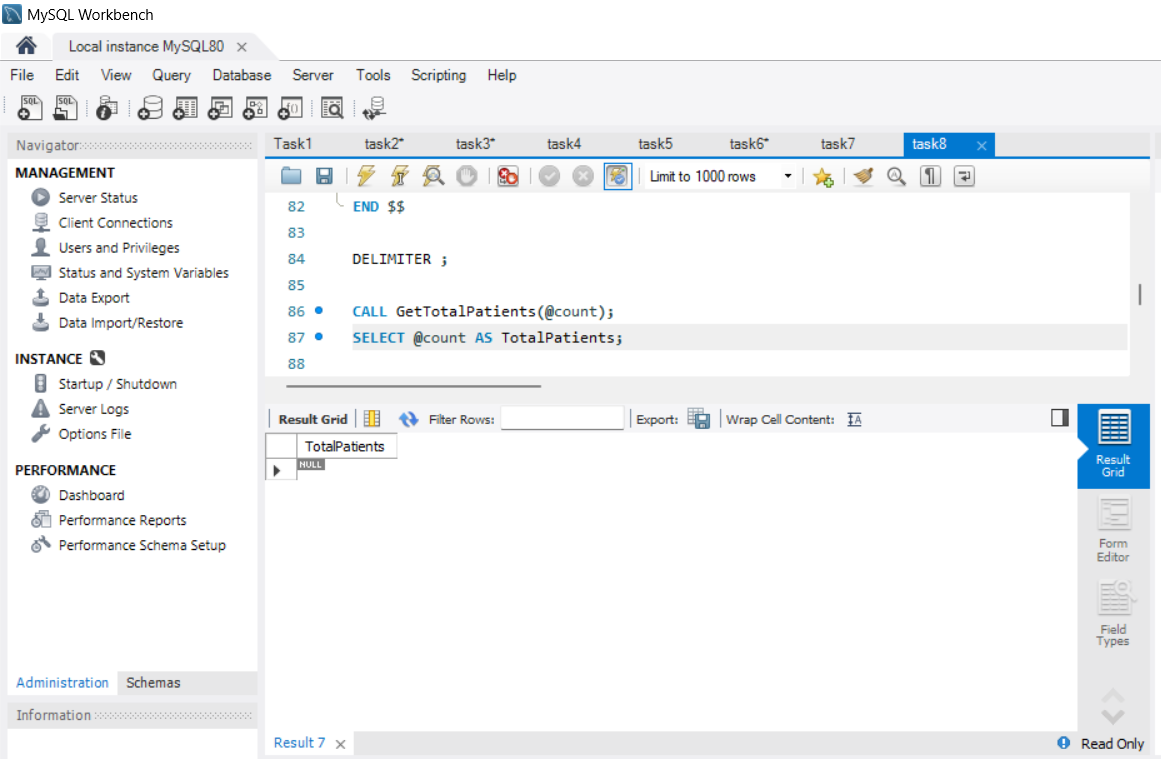 MySQL Workbench
Local instance MySQL80
File Edit View Query Database Server Tools Scripting Help
Navigator
MANAGEMENT
Server Status
Client Connections
Users and Privileges
Status and System Variables
Data Export
Data Import/Restore
INSTANCE
Startup / Shutdown
Server Logs
Options File
PERFORMANCE
Dashboard
Performance Reports
Performance Schema Setup
Administration Schemas
Information
Task1 task2* task3* task4 task5 task6* task7 task8
Limit to 1000 rows
82 END $$
83
84 DELIMITER ;
85
86 CALL GetTotalPatients(@count);
87 SELECT @count AS TotalPatients;
88
Result Grid Filter Rows: Export: Wrap Cell Content:
TotalPatients
NULL
Result
Grid
Form
Editor
Field
Types
Result 7
Read Only